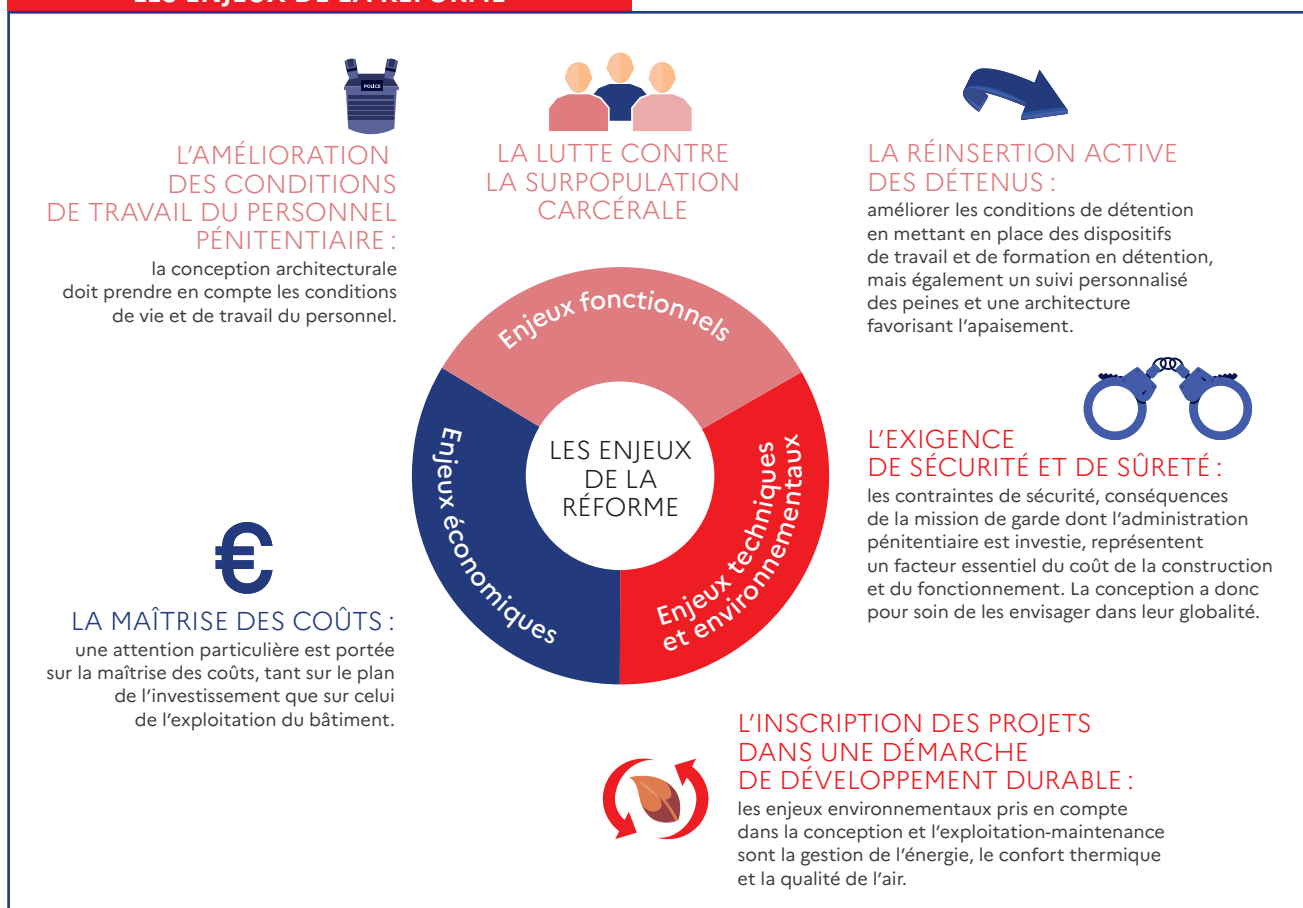 LES ENJEUX DE LA RÉFORME
POLICE
L'AMÉLIORATION
DES CONDITIONS
DE TRAVAIL DU PERSONNEL
PÉNITENTIAIRE :
la conception architecturale
doit prendre en compte les conditions
de vie et de travail du personnel.
LA LUTTE CONTRE
LA SURPOPULATION
CARCÉRALE
LA RÉINSERTION ACTIVE
DES DÉTENUS :
améliorer les conditions de détention
en mettant en place des dispositifs
de travail et de formation en détention,
mais également un suivi personnalisé
des peines et une architecture
favorisant l'apaisement.
Enjeux fonctionnels
Enjeux économiques
LES ENJEUX
DE LA
RÉFORME
Enjeux techniques
et environnementaux
L'EXIGENCE
DE SÉCURITÉ ET DE SÛRETÉ :
les contraintes de sécurité, conséquences
de la mission de garde dont l'administration
pénitentiaire est investie, représentent
un facteur essentiel du coût de la construction
et du fonctionnement. La conception a donc
pour soin de les envisager dans leur globalité.
€
LA MAÎTRISE DES COÛTS :
une attention particulière est portée
sur la maîtrise des coûts, tant sur le plan
de l'investissement que sur celui
de l'exploitation du bâtiment.
L'INSCRIPTION DES PROJETS
DANS UNE DÉMARCHE
DE DÉVELOPPEMENT DURABLE :
les enjeux environnementaux pris en compte
dans la conception et l'exploitation-maintenance
sont la gestion de l'énergie, le confort thermique
et la qualité de l'air.